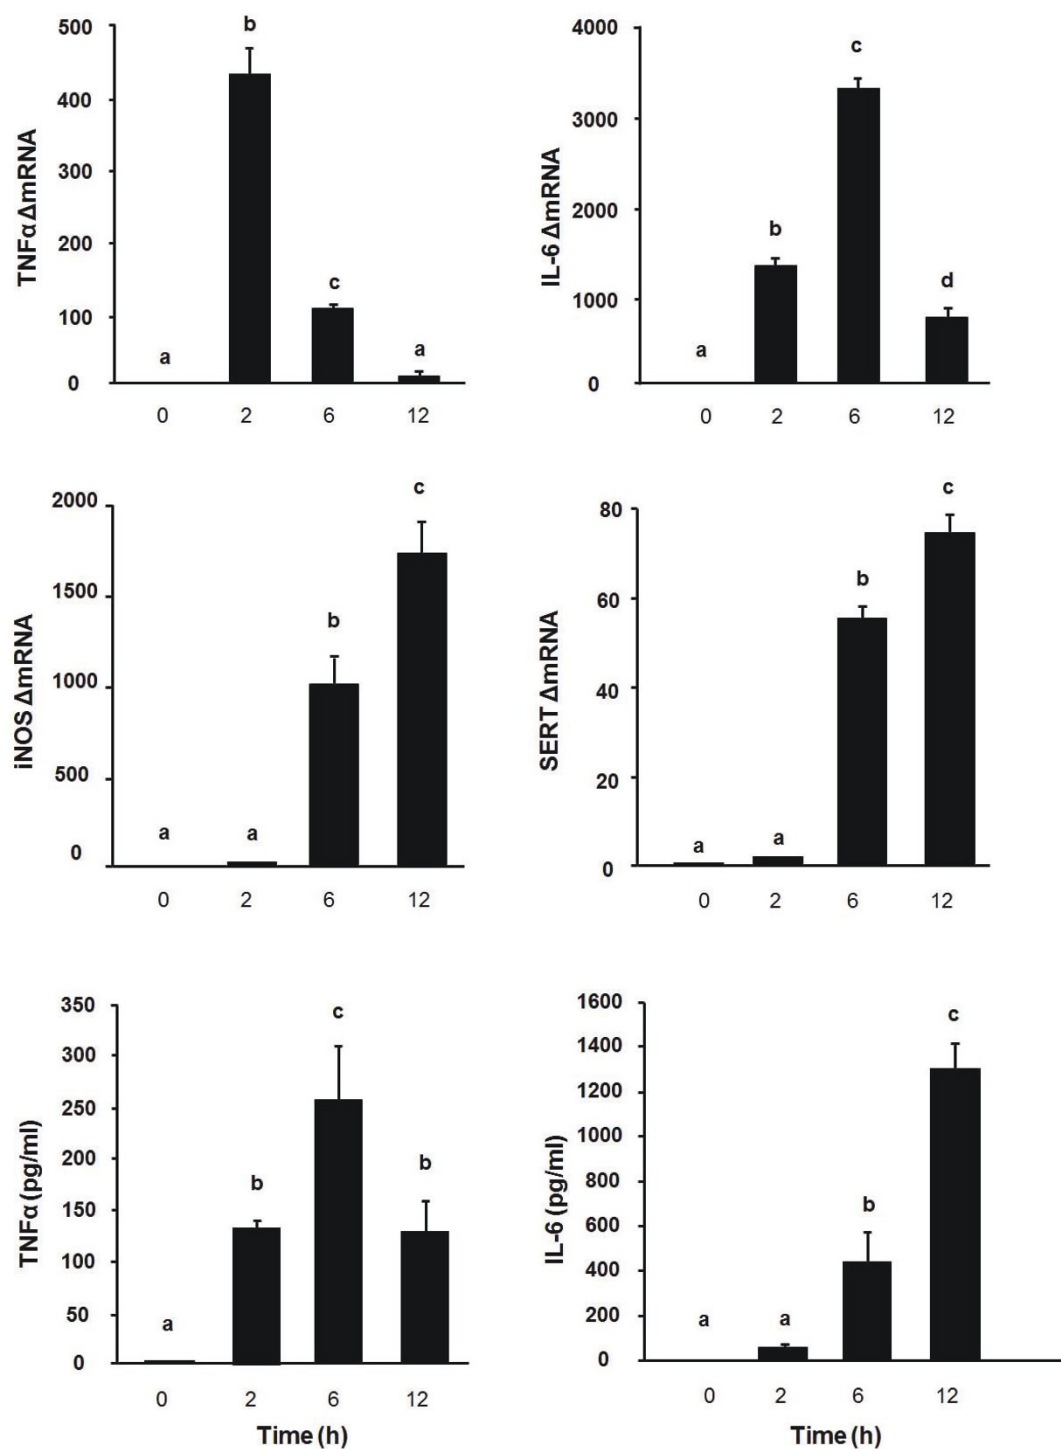 500
400
300
200
100
0
TNFα ΔmRNA
a
b
c
a
0 2 6 12
4000
3000
2000
1000
0
IL-6 ΔmRNA
a
b
c
d
0 2 6 12
2000
1500
1000
500
0
iNOS ΔmRNA
a
a
b
c
0 2 6 12
80
60
40
20
0
SERT ΔmRNA
a
a
b
c
0 2 6 12
350
300
250
200
150
100
50
0
TNFα (pg/ml)
a
b
c
b
0 2 6 12
Time (h)
1600
1400
1200
1000
800
600
400
200
0
IL-6 (pg/ml)
a
a
b
c
0 2 6 12
Time (h)